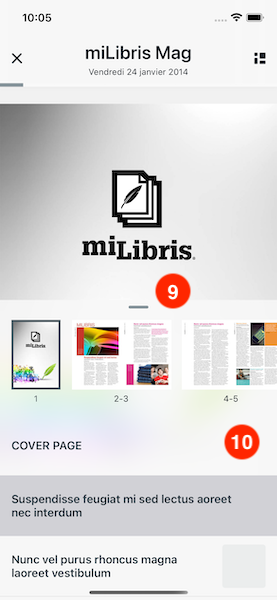 10:05
miLibris Mag
Vendredi 24 janvier 2014
miLibris
9
1
2-3
4-5
COVER PAGE
10
Suspendisse feugiat mi sed lectus aoreet
nec interdum
Nunc vel purus rhoncus magna
laoreet vestibulum